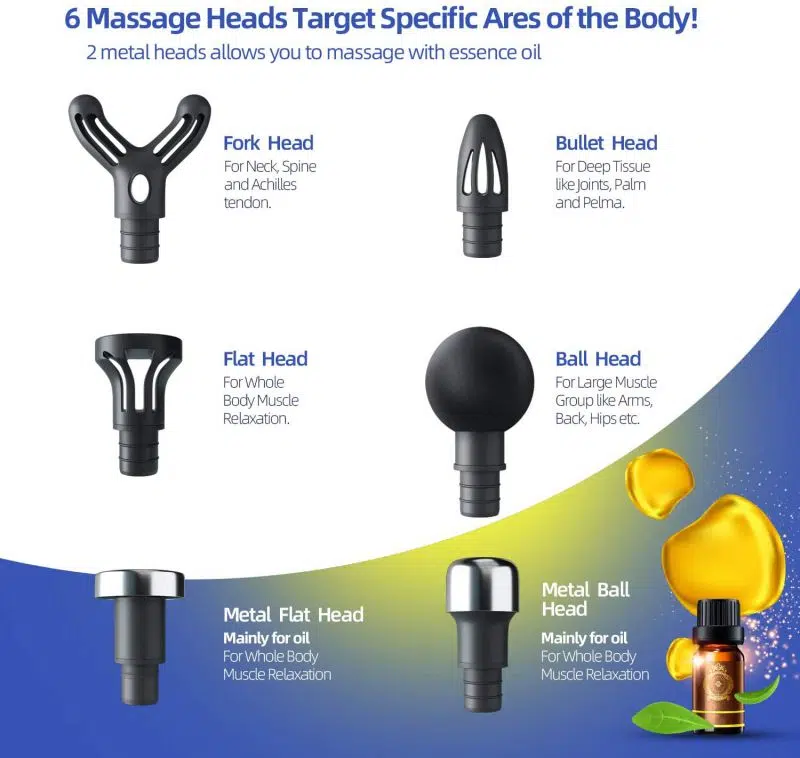 6 Massage Heads Target Specific Ares of the Body!
2 metal heads allows you to massage with essence oil
Fork Head
For Neck, Spine
and Achilles
tendon.
Bullet Head
For Deep Tissue
like Joints, Palm
and Pelma.
Flat Head
For Whole
Body Muscle
Relaxation.
Ball Head
For Large Muscle
Group like Arms,
Back, Hips etc.
Metal Flat Head
Mainly for oil
For Whole Body
Muscle Relaxation
Metal Ball
Head
Mainly for oil
For Whole Body
Muscle Relaxation